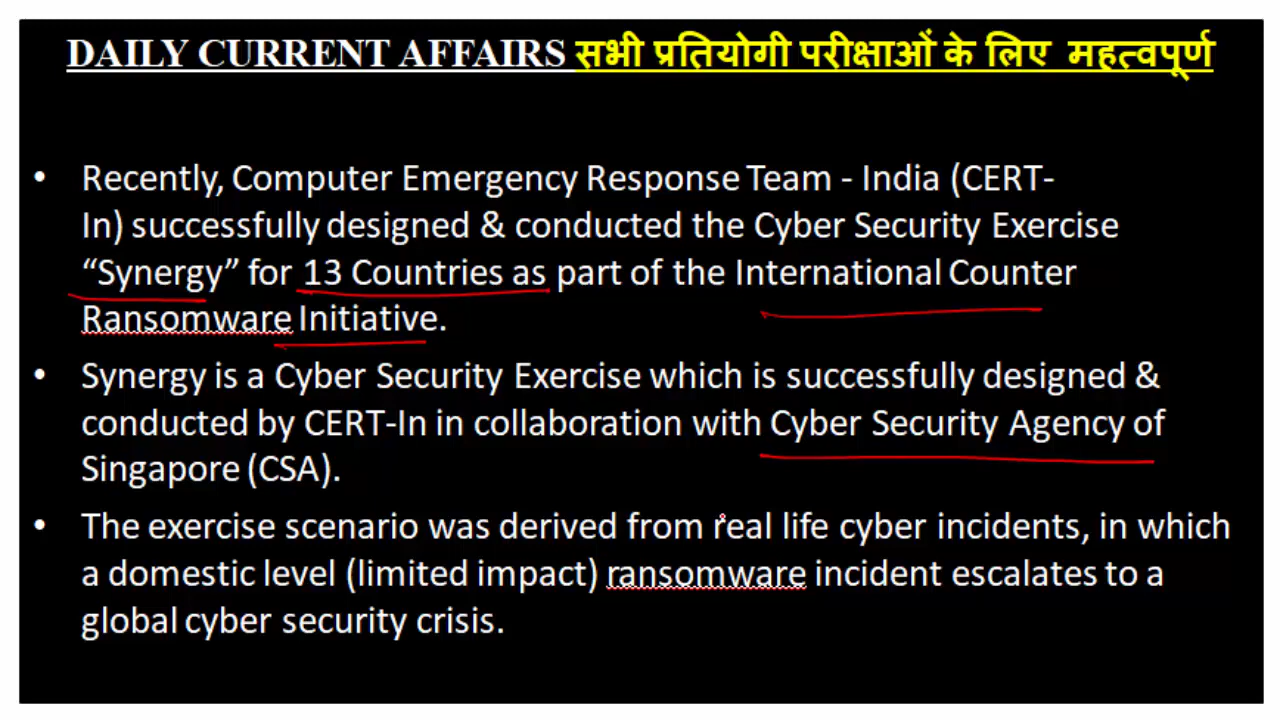 DAILY CURRENT AFFAIRS सभी प्रतियोगी परीक्षाओं के लिए महत्वपूर्ण
• Recently, Computer Emergency Response Team - India (CERT-
In) successfully designed & conducted the Cyber Security Exercise
“Synergy” for 13 Countries as part of the International Counter
Ransomware Initiative.
• Synergy is a Cyber Security Exercise which is successfully designed &
conducted by CERT-In in collaboration with Cyber Security Agency of
Singapore (CSA).
• The exercise scenario was derived from real life cyber incidents, in which
a domestic level (limited impact) ransomware incident escalates to a
global cyber security crisis.